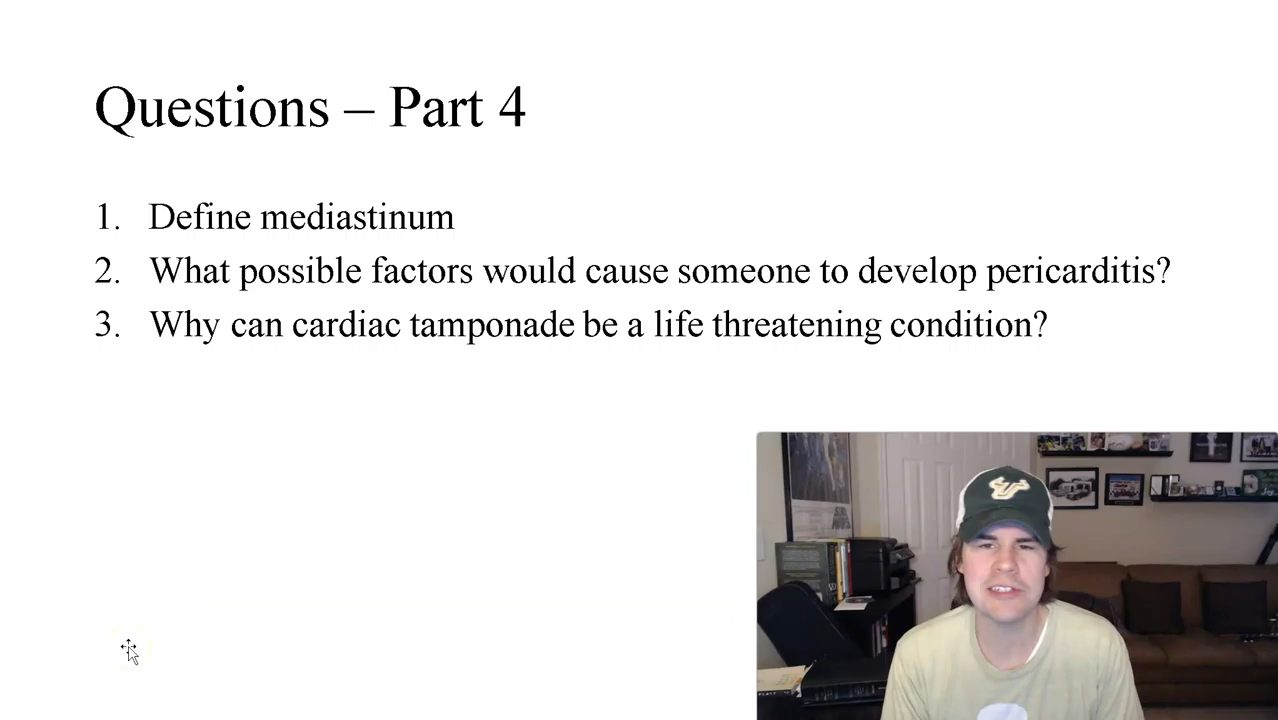 Questions – Part 4
1. Define mediastinum
2. What possible factors would cause someone to develop pericarditis?
3. Why can cardiac tamponade be a life threatening condition?